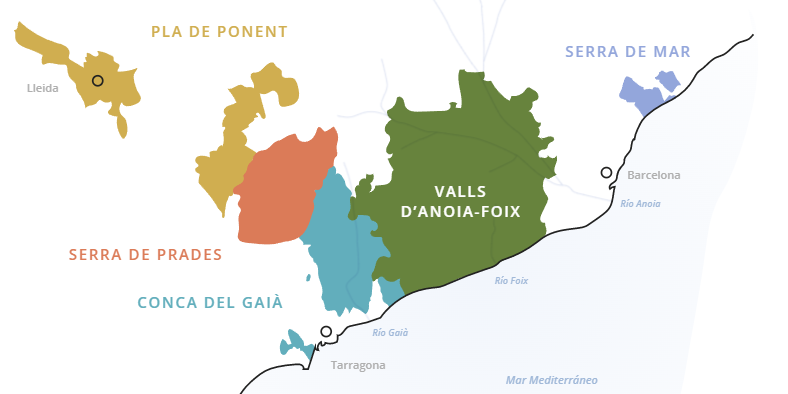 PLA DE PONENT
SERRA DE MAR
Lleida
Barcelona
VALLS
D’ANOIA-FOIX
Río Anoia
SERRA DE PRADES
Río Foix
CONCA DEL GAIÀ
Río Gaià
Tarragona
Mar Mediterráneo